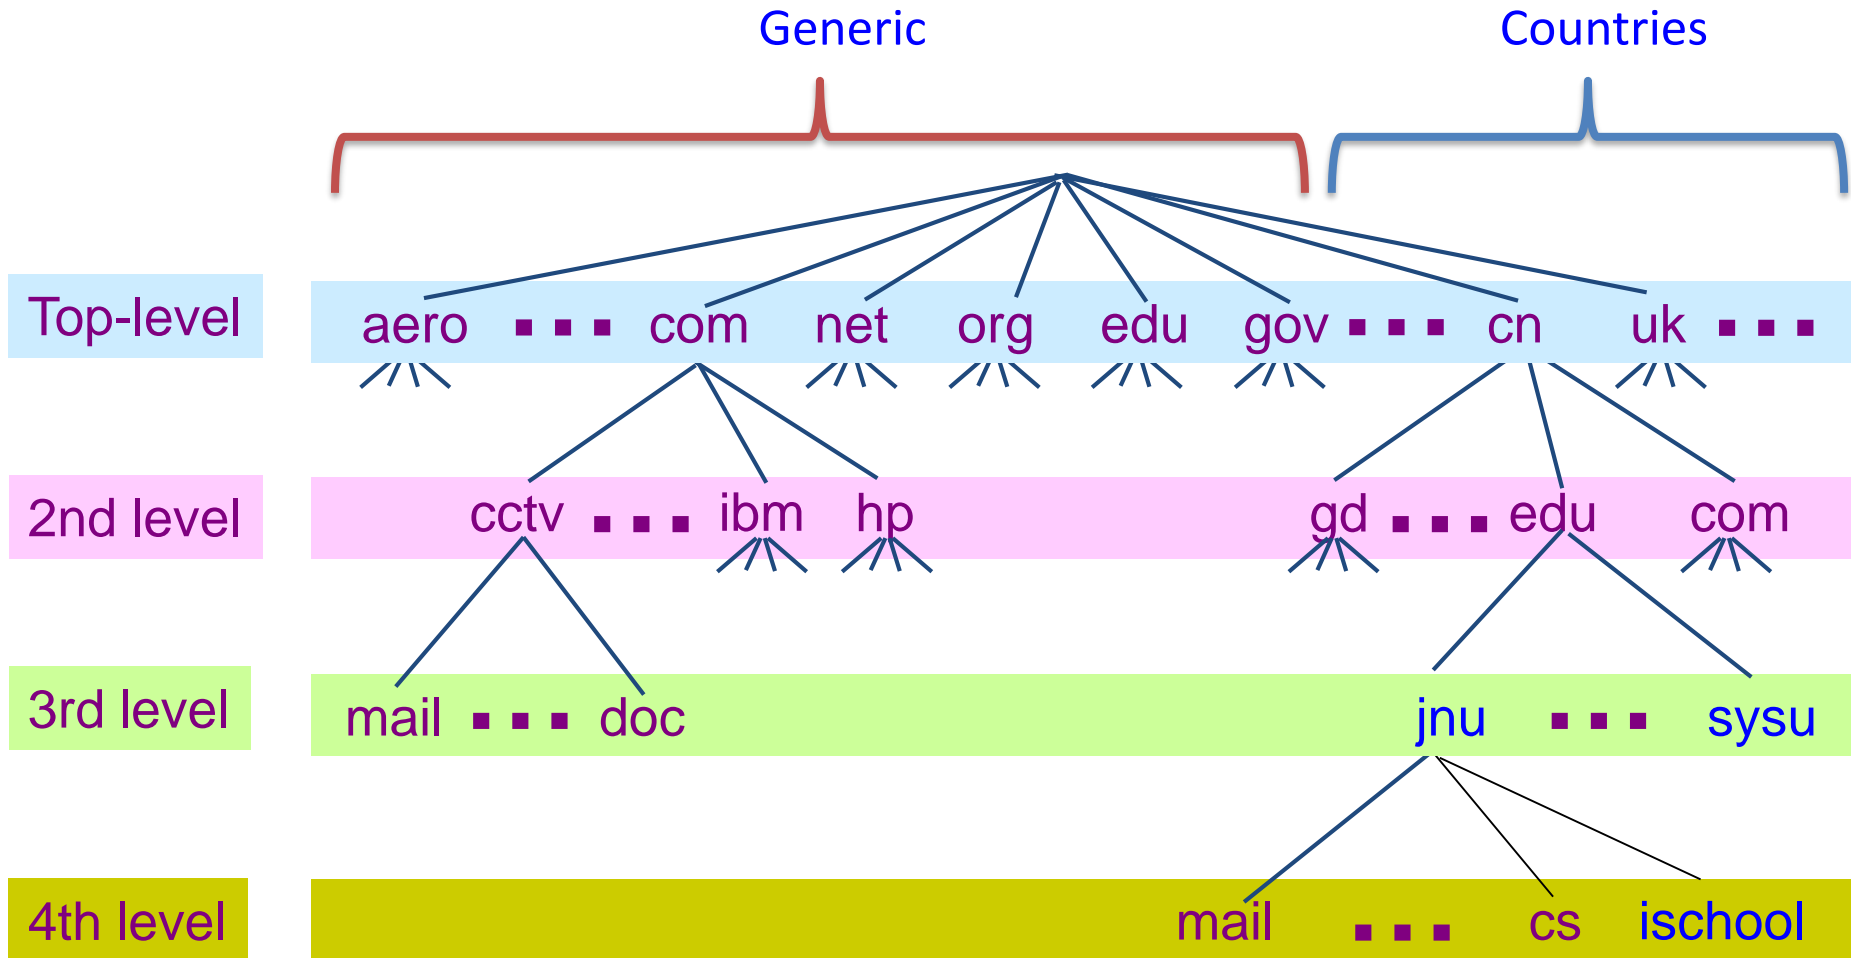 Generic Countries
Top-level aero ▪▪▪ com net org edu gov ▪▪▪ cn uk ▪▪▪
2nd level cctv ▪▪▪ ibm hp gd ▪▪▪ edu com
3rd level mail ▪▪▪ doc jnu ▪▪▪ sysu
4th level mail ▪▪▪ cs ischool